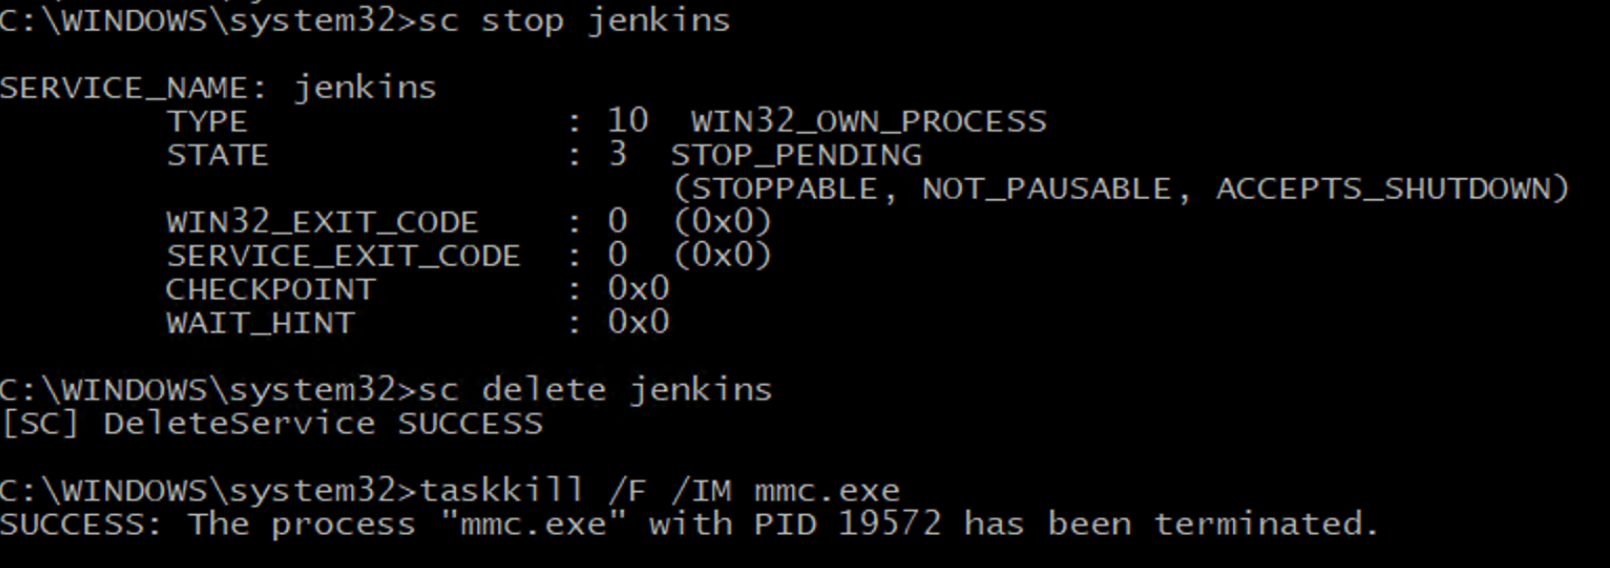 C:\WINDOWS\system32>sc stop jenkins
SERVICE_NAME: jenkins
        TYPE               : 10  WIN32_OWN_PROCESS
        STATE              : 3  STOP_PENDING
                                (STOPPABLE, NOT_PAUSABLE, ACCEPTS_SHUTDOWN)
        WIN32_EXIT_CODE    : 0  (0x0)
        SERVICE_EXIT_CODE  : 0  (0x0)
        CHECKPOINT         : 0x0
        WAIT_HINT          : 0x0
C:\WINDOWS\system32>sc delete jenkins
[SC] DeleteService SUCCESS
C:\WINDOWS\system32>taskkill /F /IM mmc.exe
SUCCESS: The process "mmc.exe" with PID 19572 has been terminated.